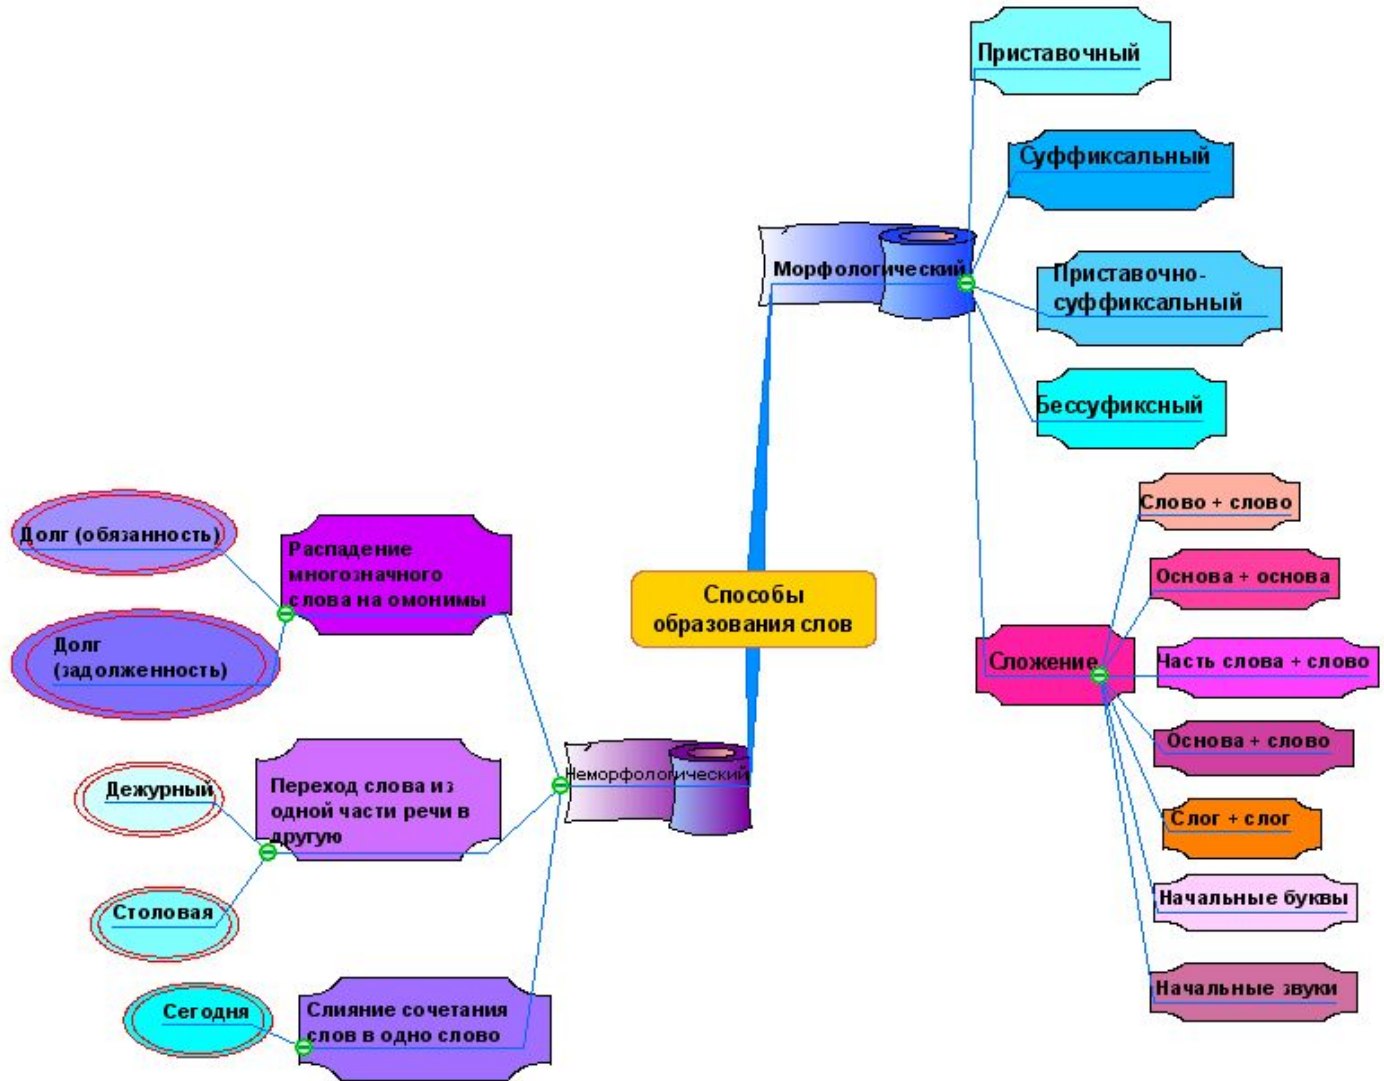 Приставочный
Суффиксальный
Морфологический
Приставочно-
суффиксальный
Бессуфиксный
Слово + слово
Основа + основа
Сложение
Часть слова + слово
Основа + слово
Слог + слог
Начальные буквы
Начальные звуки
Способы
образования слов
Неморфологический
Распадение
многозначного
слова на омонимы
Долг (обязанность)
Долг
(задолженность)
Переход слова из
одной части речи в
другую
Дежурный
Столовая
Слияние сочетания
слов в одно слово
Сегодня